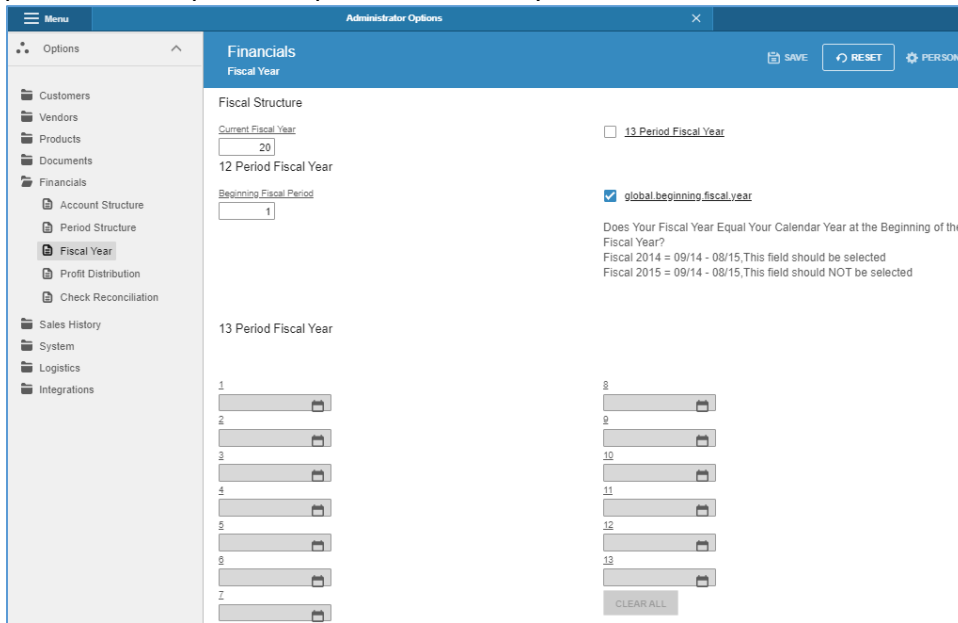 Menu
Administrator Options
Options
Financials
Fiscal Year
SAVE
RESET
PERSON
Customers
Vendors
Products
Documents
Financials
Account Structure
Period Structure
Fiscal Year
Profit Distribution
Check Reconciliation
Sales History
System
Logistics
Integrations
Fiscal Structure
Current Fiscal Year
20
13 Period Fiscal Year
12 Period Fiscal Year
Beginning Fiscal Period
1
global.beginning.fiscal.year
Does Your Fiscal Year Equal Your Calendar Year at the Beginning of the
Fiscal Year?
Fiscal 2014 = 09/14 - 08/15,This field should be selected
Fiscal 2015 = 09/14 - 08/15,This field should NOT be selected
13 Period Fiscal Year
1
2
3
4
5
6
7
8
9
10
11
12
13
CLEAR ALL